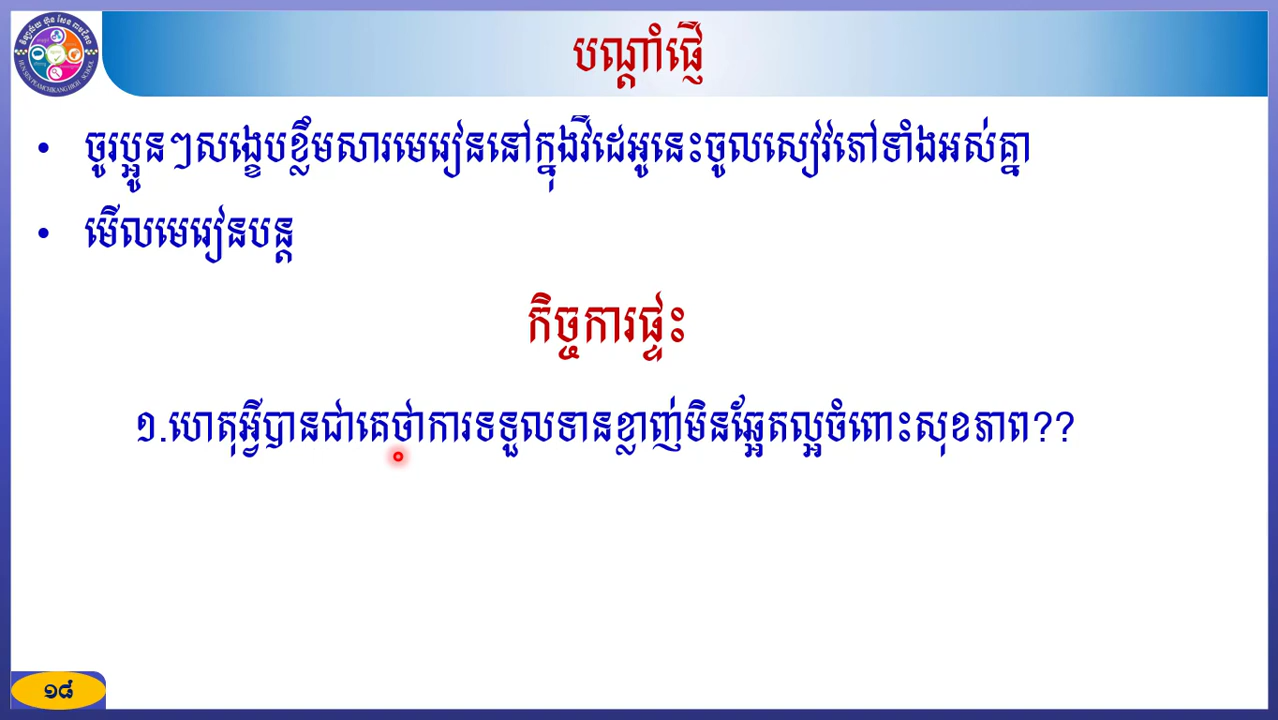 បណ្ដាំផ្ញើ
• ចូរប្អូនៗសង្ខេបខ្លឹមសារមេរៀននៅក្នុងវីដេអូនេះចូលសៀវភៅទាំងអស់គ្នា
• មើលមេរៀនបន្ត
កិច្ចការផ្ទះ
១.ហេតុអ្វីបានជាគេថាការទទួលទានខ្លាញ់មិនឆ្អែតល្អចំពោះសុខភាព??
១៨